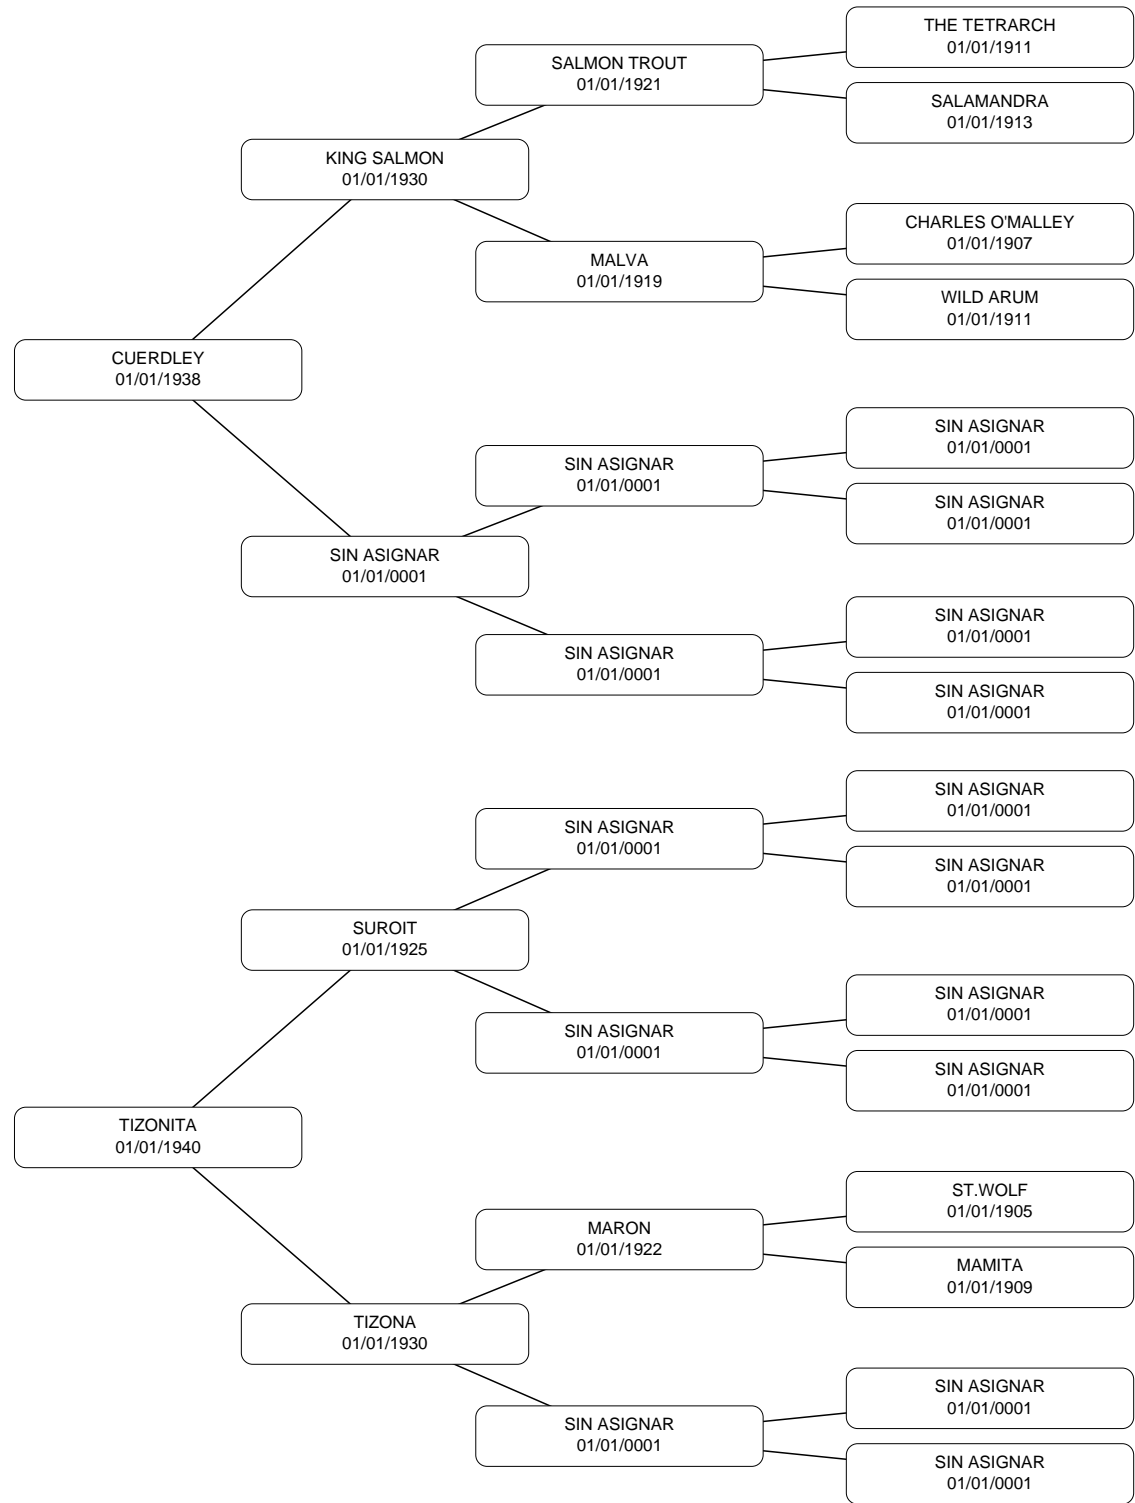 THE TETRARCH
01/01/1911
SALMON TROUT
01/01/1921
SALAMANDRA
01/01/1913
KING SALMON
01/01/1930
CHARLES O'MALLEY
01/01/1907
MALVA
01/01/1919
WILD ARUM
01/01/1911
CUERDLEY
01/01/1938
SIN ASIGNAR
01/01/0001
SIN ASIGNAR
01/01/0001
SIN ASIGNAR
01/01/0001
SIN ASIGNAR
01/01/0001
SIN ASIGNAR
01/01/0001
SIN ASIGNAR
01/01/0001
SIN ASIGNAR
01/01/0001
SIN ASIGNAR
01/01/0001
SIN ASIGNAR
01/01/0001
SIN ASIGNAR
01/01/0001
SUROIT
01/01/1925
SIN ASIGNAR
01/01/0001
SIN ASIGNAR
01/01/0001
SIN ASIGNAR
01/01/0001
TIZONITA
01/01/1940
ST.WOLF
01/01/1905
MARON
01/01/1922
MAMITA
01/01/1909
TIZONA
01/01/1930
SIN ASIGNAR
01/01/0001
SIN ASIGNAR
01/01/0001
SIN ASIGNAR
01/01/0001